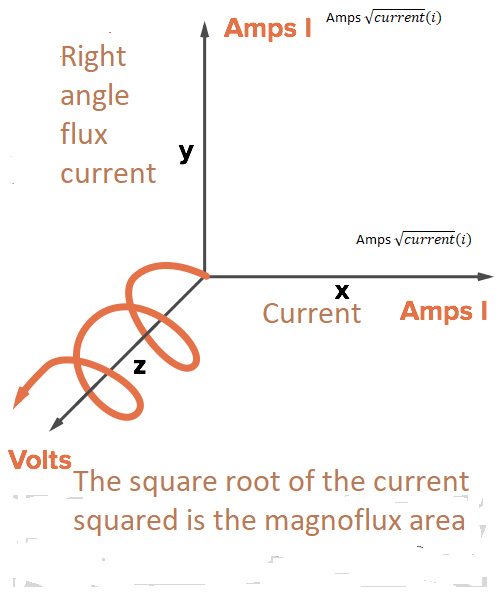 Amps I
Amps √current(i)
Right
angle
flux
current
y
Amps √current(i)
x
Current
Amps I
z
Volts
The square root of the current
squared is the magnoflux area